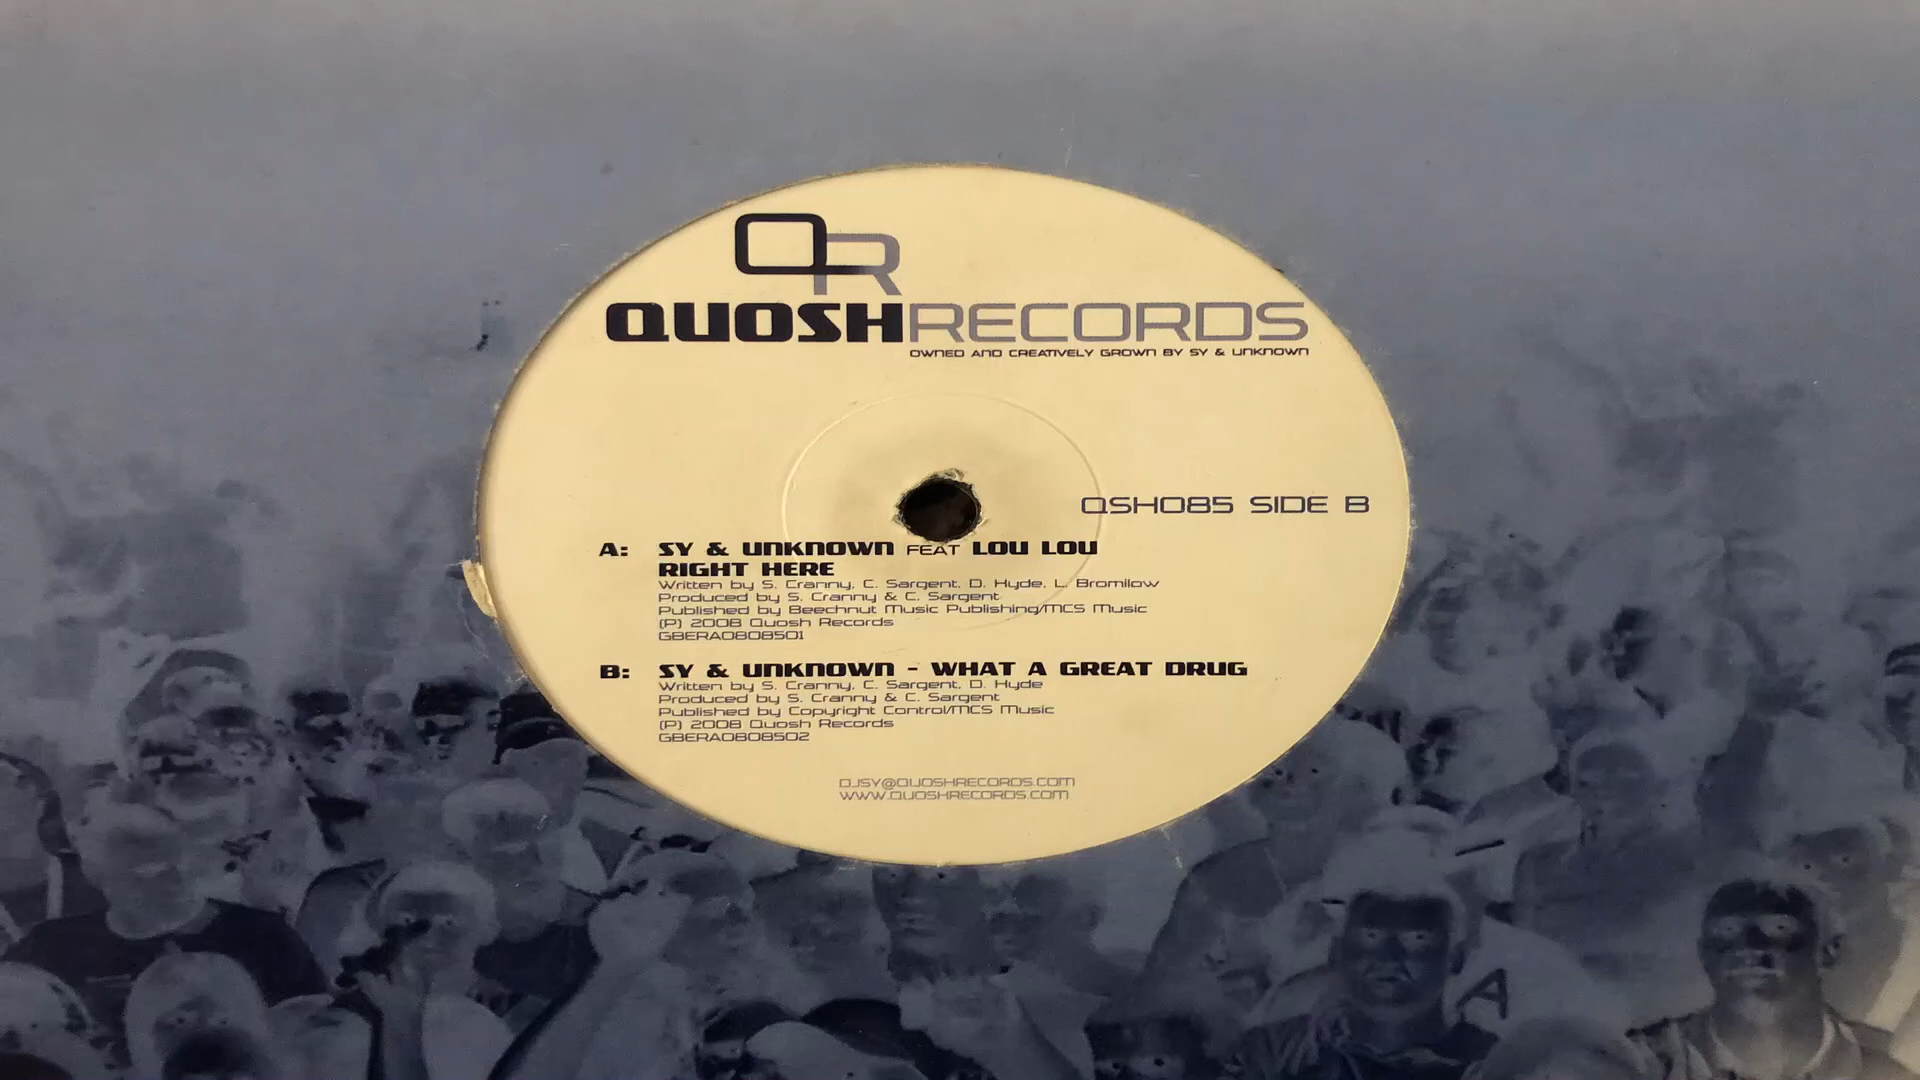 QR
QUOSHRECORDS
OWNED AND CREATIVELY GROWN BY SY & UNKNOWN
QSH085 SIDE B
A: SY & UNKNOWN FEAT LOU LOU
RIGHT HERE
Written by S. Cranny, C. Sargent, D. Hyde, L. Bromilow
Produced by S. Cranny & C. Sargent
Published by Beechnut Music Publishing/MCS Music
(P) 2008 Quosh Records
GBERA0808501
B: SY & UNKNOWN - WHAT A GREAT DRUG
Written by S. Cranny, C. Sargent, D. Hyde
Produced by S. Cranny & C. Sargent
Published by Copyright Control/MCS Music
(P) 2008 Quosh Records
GBERA0808502
DJSY@QUOSHRECORDS.COM
WWW.QUOSHRECORDS.COM
A